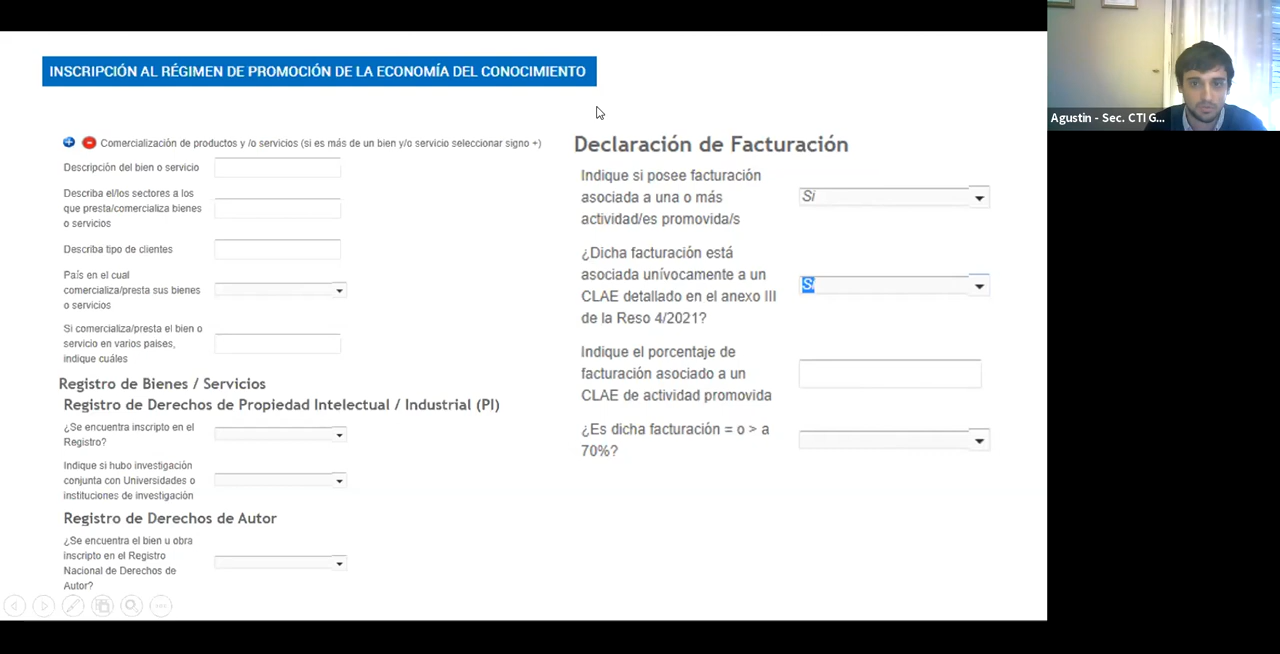 INSCRIPCIÓN AL RÉGIMEN DE PROMOCIÓN DE LA ECONOMÍA DEL CONOCIMIENTO
Comercialización de productos y /o servicios (si es más de un bien y/o servicio seleccionar signo +)
Descripción del bien o servicio
Describa el/los sectores a los
que presta/comercializa bienes
o servicios
Describa tipo de clientes
País en el cual
comercializa/presta sus bienes
o servicios
Si comercializa/presta el bien o
servicio en varios paises,
indique cuáles
Registro de Bienes / Servicios
Registro de Derechos de Propiedad Intelectual / Industrial (PI)
¿Se encuentra inscripto en el
Registro?
Indique si hubo investigación
conjunta con Universidades o
instituciones de investigación
Registro de Derechos de Autor
¿Se encuentra el bien u obra
inscripto en el Registro
Nacional de Derechos de
Autor?
Declaración de Facturación
Indique si posee facturación
asociada a una o más
actividad/es promovida/s
Si
¿Dicha facturación está
asociada unívocamente a un
CLAE detallado en el anexo III
de la Reso 4/2021?
Si
Indique el porcentaje de
facturación asociado a un
CLAE de actividad promovida
¿Es dicha facturación = o > a
70%?
Agustin - Sec. CTI G...